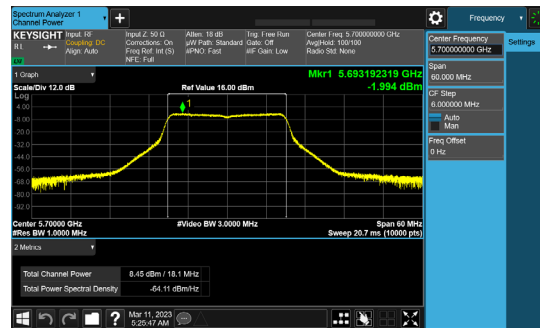 Spectrum Analyzer 1
Channel Power
Frequency
KEYSIGHT
Input: RF
Coupling: DC
Align: Auto
Input Z: 50 Ω
Corrections: On
Freq Ref: Int (S)
NFE: Full
Atten: 18 dB
µW Path: Standard
#PNO: Fast
Trig: Free Run
Gate: Off
#IF Gain: Low
Center Freq: 5.700000000 GHz
Avg|Hold: 100/100
Radio Std: None
1 Graph
Scale/Div 12.0 dB
Ref Value 16.00 dBm
Mkr1 5.693192319 GHz
-1.994 dBm
Log
4.00
-8.00
-20.0
-32.0
-44.0
-56.0
-68.0
-80.0
-92.0
1
Center 5.70000 GHz
#Res BW 1.0000 MHz
#Video BW 3.0000 MHz
Span 60 MHz
Sweep 20.7 ms (10000 pts)
2 Metrics
Total Channel Power 8.45 dBm / 18.1 MHz
Total Power Spectral Density -64.11 dBm/Hz
Mar 11, 2023
5:25:47 AM
Center Frequency
5.700000000 GHz
Settings
Span
60.000 MHz
CF Step
6.000000 MHz
Auto
Man
Freq Offset
0 Hz